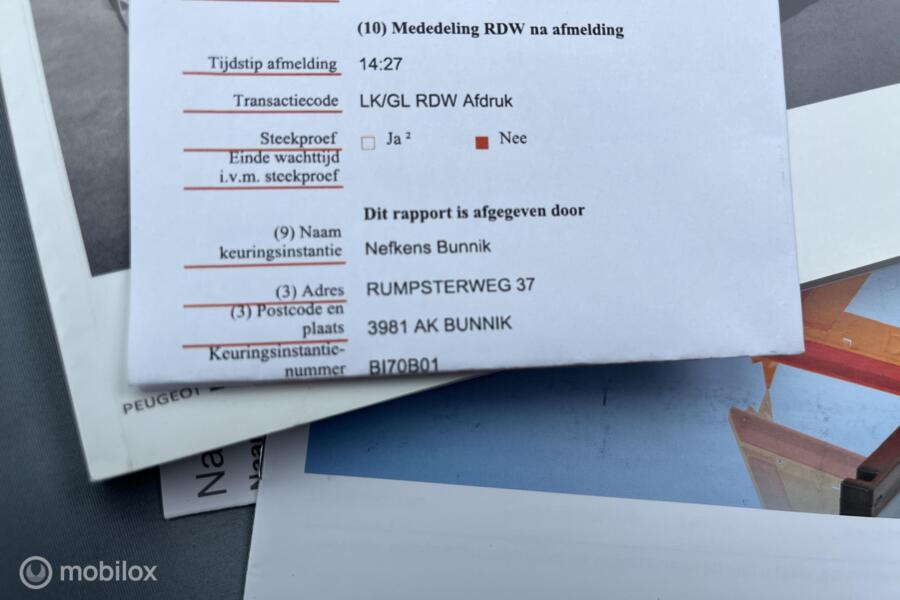 (10) Mededeling RDW na afmelding
Tijdstip afmelding 14:27
Transactiecode LK/GL RDW Afdruk
Steekproef Ja ² Nee
Einde wachttijd
i.v.m. steekproef
Dit rapport is afgegeven door
(9) Naam
keuringsinstantie Nefkens Bunnik
(3) Adres RUMPSTERWEG 37
(3) Postcode en
plaats 3981 AK BUNNIK
Keuringsinstantie-
nummer BI70B01
PEUGEOT
Na
mobilox